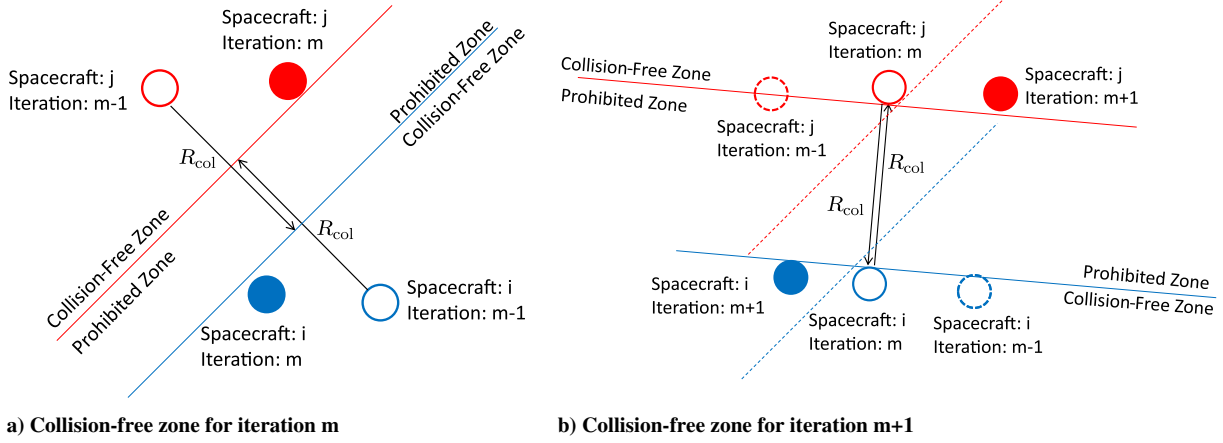 Spacecraft: j
Iteration: m
Spacecraft: j
Iteration: m-1
Prohibited Zone
Collision-Free Zone
R_col
R_col
Collision-Free Zone
Prohibited Zone
Spacecraft: i
Iteration: m-1
Spacecraft: i
Iteration: m
a) Collision-free zone for iteration m
Spacecraft: j
Iteration: m
Collision-Free Zone
Prohibited Zone
Spacecraft: j
Iteration: m+1
Spacecraft: j
Iteration: m-1
R_col
R_col
Spacecraft: i
Iteration: m+1
Prohibited Zone
Collision-Free Zone
Spacecraft: i
Iteration: m
Spacecraft: i
Iteration: m-1
b) Collision-free zone for iteration m+1